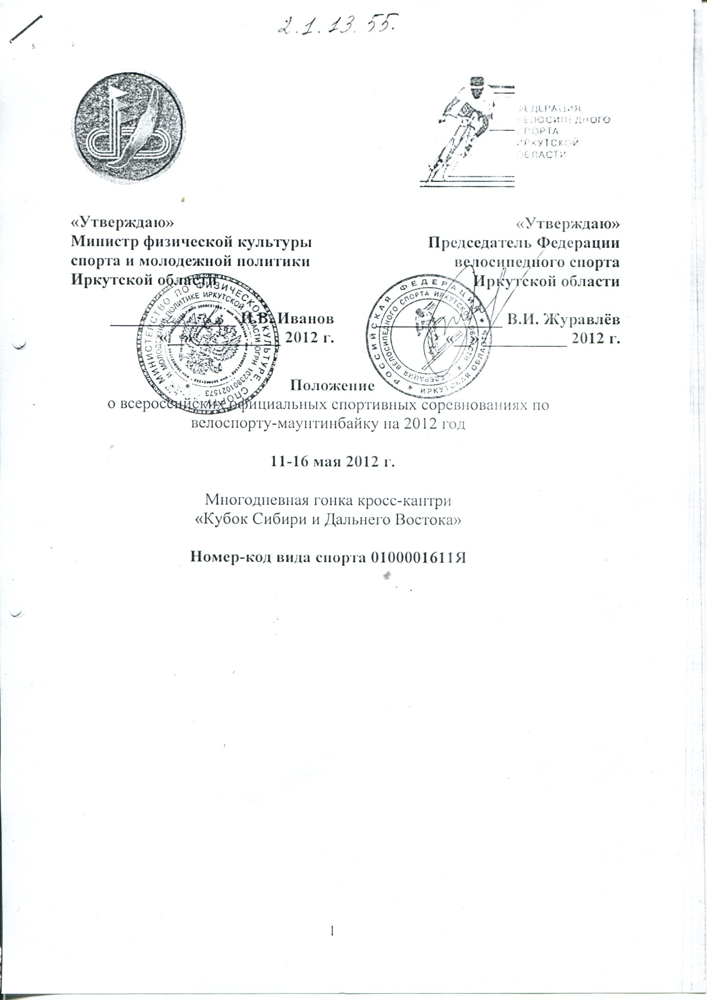 2.1.13.55.
ФЕДЕРАЦИЯ
ВЕЛОСИПЕДНОГО
СПОРТА
ИРКУТСКОЙ
ОБЛАСТИ
«Утверждаю»
Министр физической культуры
спорта и молодежной политики
Иркутской области
И.В. Иванов
« » 2012 г.
МИНИСТЕРСТВО ПО ФИЗИЧЕСКОЙ КУЛЬТУРЕ, СПОРТУ
И МОЛОДЕЖНОЙ ПОЛИТИКЕ ИРКУТСКОЙ ОБЛАСТИ ОГРН 1023801021573
«Утверждаю»
Председатель Федерации
велосипедного спорта
Иркутской области
В.И. Журавлёв
« » 2012 г.
РОССИЙСКАЯ ФЕДЕРАЦИЯ * ИРКУТСКАЯ ОБЛАСТЬ *
ФЕДЕРАЦИЯ ВЕЛОСИПЕДНОГО СПОРТА ИРКУТСКОЙ ОБЛАСТИ *
Положение
о всероссийских официальных спортивных соревнованиях по
велоспорту-маунтинбайку на 2012 год
11-16 мая 2012 г.
Многодневная гонка кросс-кантри
«Кубок Сибири и Дальнего Востока»
Номер-код вида спорта 0100001611Я
1